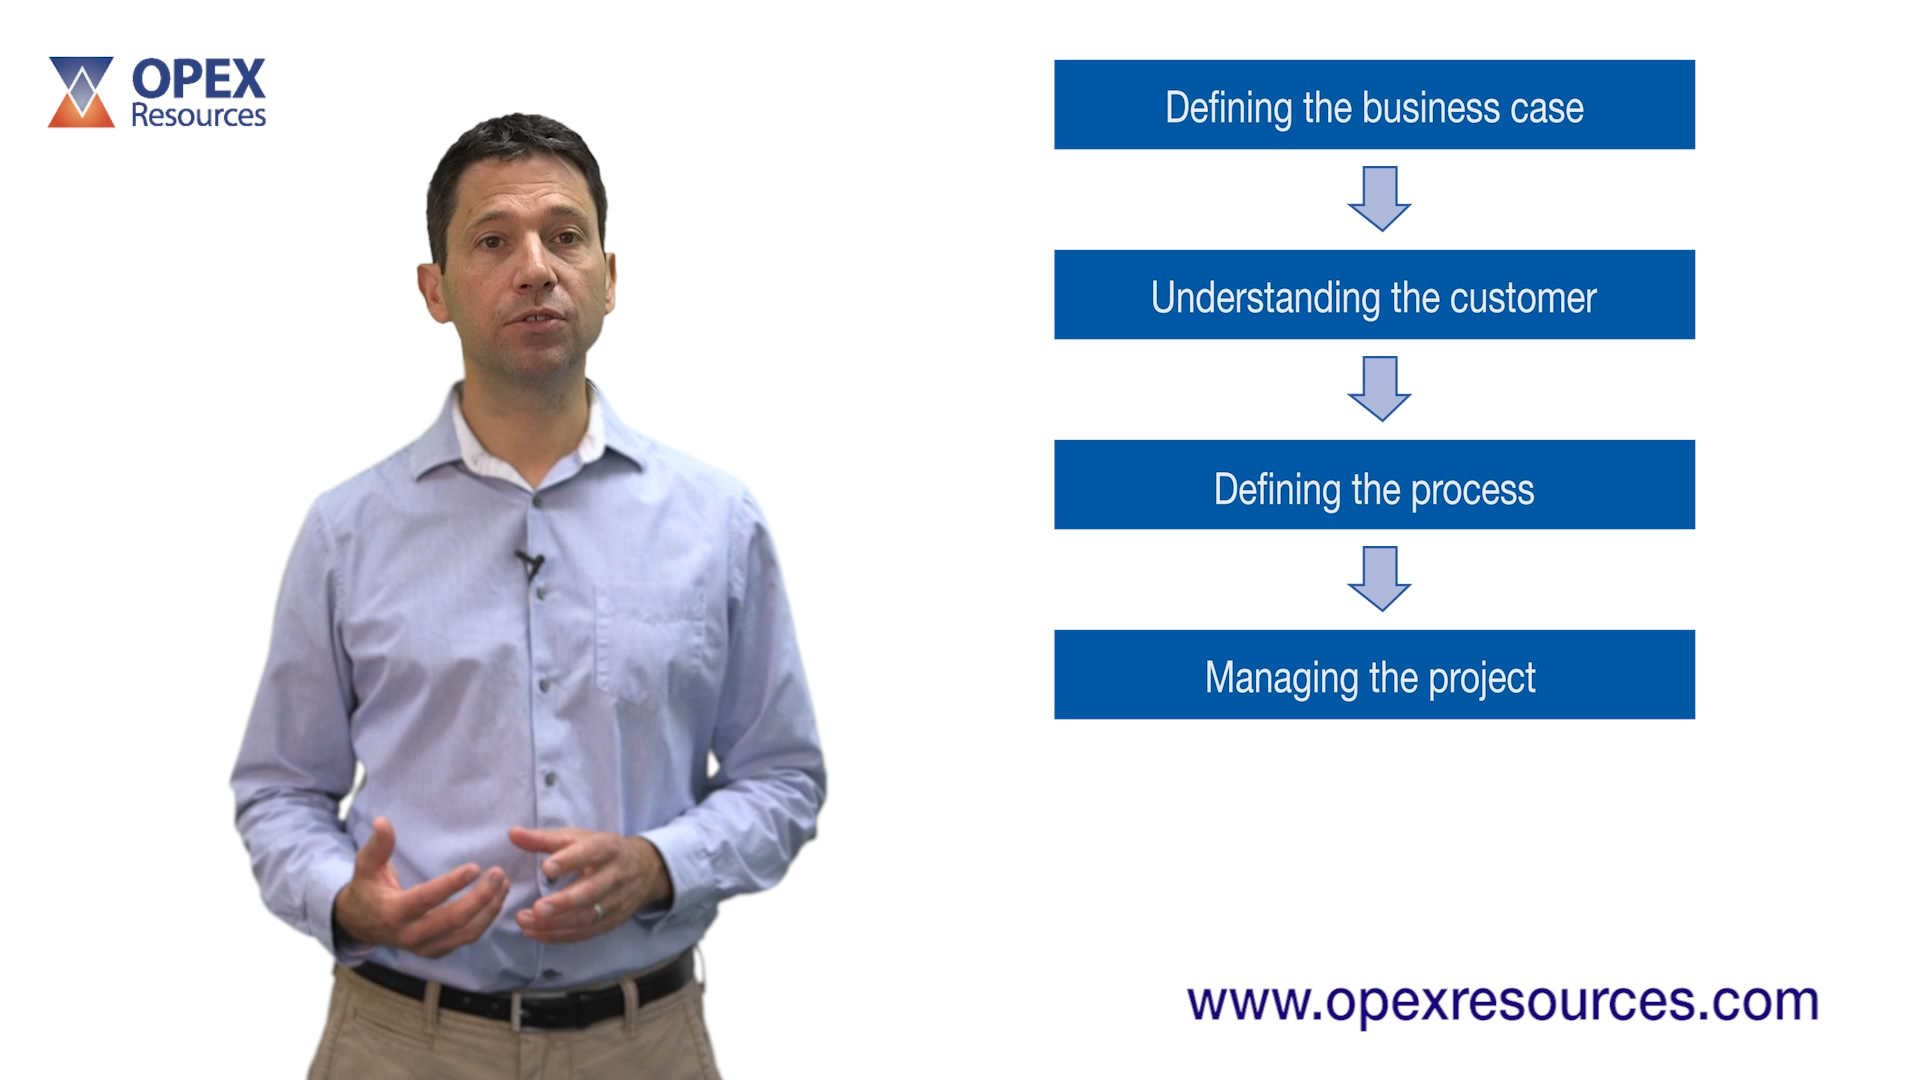 OPEX
Resources
Defining the business case
Understanding the customer
Defining the process
Managing the project
www.opexresources.com